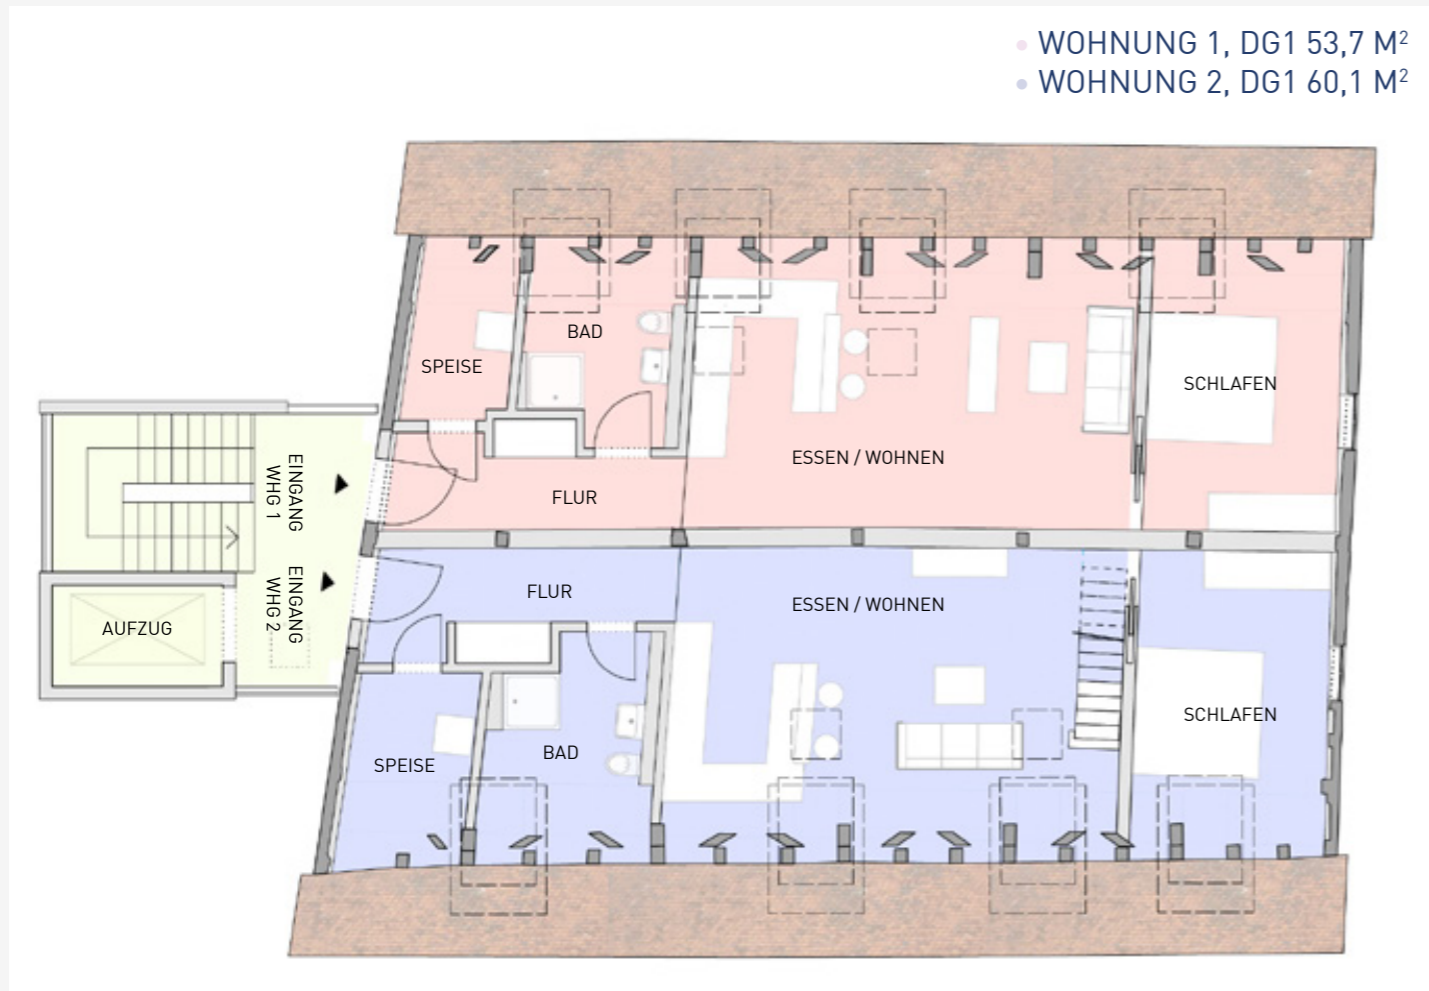 WOHNUNG 1, DG1 53,7 M²
WOHNUNG 2, DG1 60,1 M²
BAD
SPEISE
SCHLAFEN
ESSEN / WOHNEN
FLUR
EINGANG
WHG 1
EINGANG
WHG 2
AUFZUG
FLUR
ESSEN / WOHNEN
SCHLAFEN
BAD
SPEISE